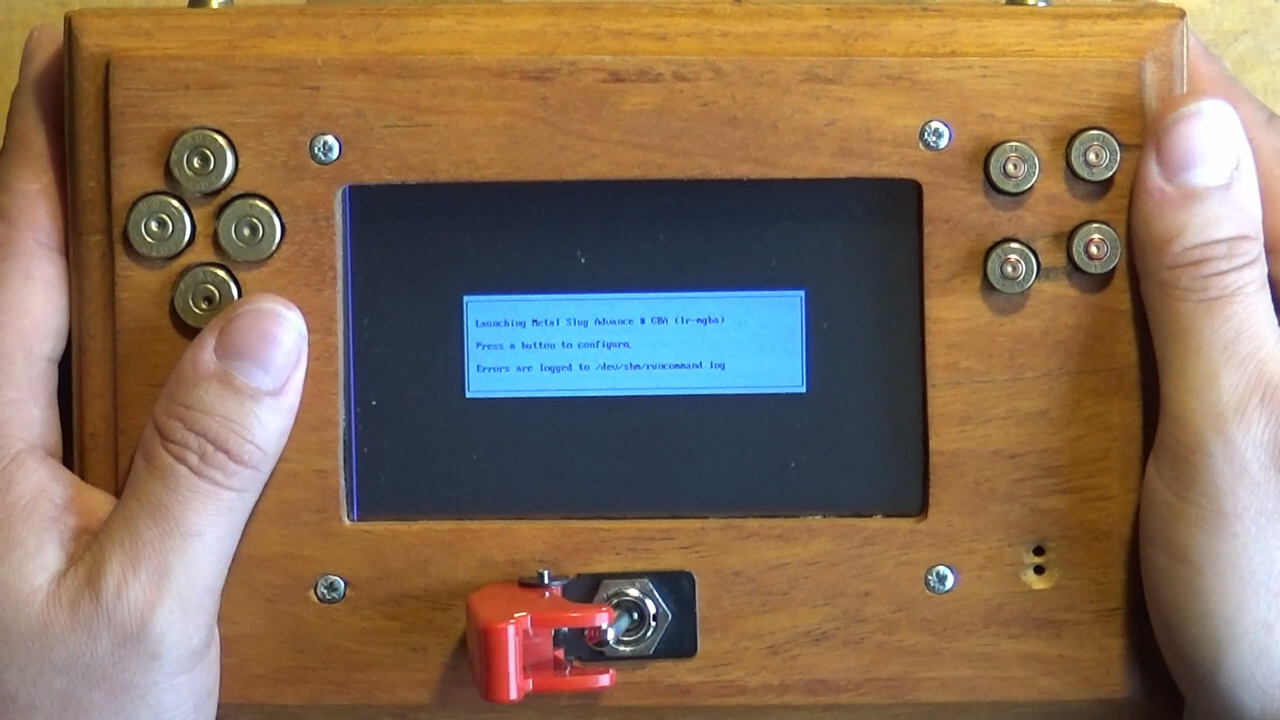 Launching Metal Slug Advance # GBA (lr-mgba) ...
Press a button to configure.
Errors are logged to /dev/shm/runcommand.log